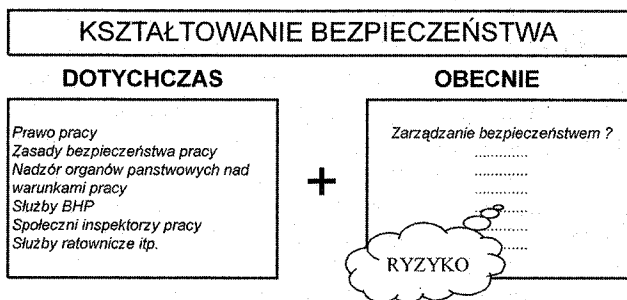 KSZTAŁTOWANIE BEZPIECZEŃSTWA
DOTYCHCZAS
Prawo pracy
Zasady bezpieczeństwa pracy
Nadzór organów panstwowych nad
warunkami pracy
Służby BHP
Społeczni inspektorzy pracy
Służby ratownicze itp.
+
OBECNIE
Zarządzanie bezpieczeństwem ?
................
................
................
................
................
................
RYZYKO